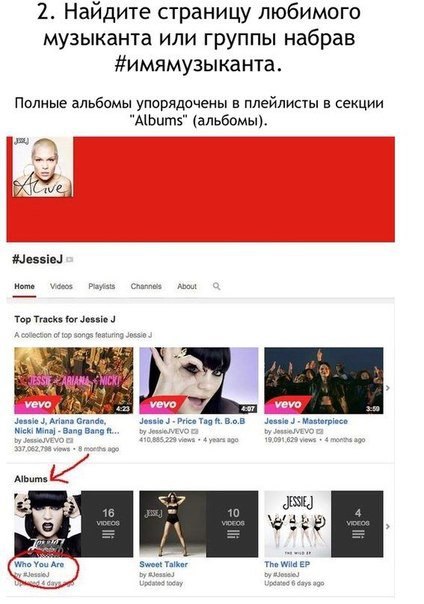 2. Найдите страницу любимого
музыканта или группы набрав
#имямузыканта.
Полные альбомы упорядочены в плейлисты в секции
"Albums" (альбомы).
JESSIE J
Alive
#JessieJ
Home Videos Playlists Channels About
Top Tracks for Jessie J
A collection of top songs featuring Jessie J
JESSIE ARIANA NICKI
vevo 4:23
vevo 4:07
vevo 3:59
Jessie J, Ariana Grande,
Nicki Minaj - Bang Bang ft...
by JessieJVEVO
337,062,798 views • 8 months ago
Jessie J - Price Tag ft. B.o.B
by JessieJVEVO
410,885,229 views • 4 years ago
Jessie J - Masterpiece
by JessieJVEVO
19,091,629 views • 4 months ago
Albums
16
VIDEOS
JESSIE J
10
VIDEOS
JESSIE J
THE WILD EP
4
VIDEOS
Who You Are
by #JessieJ
Updated 4 days ago
Sweet Talker
by #JessieJ
Updated today
The Wild EP
by #JessieJ
Updated 6 days ago